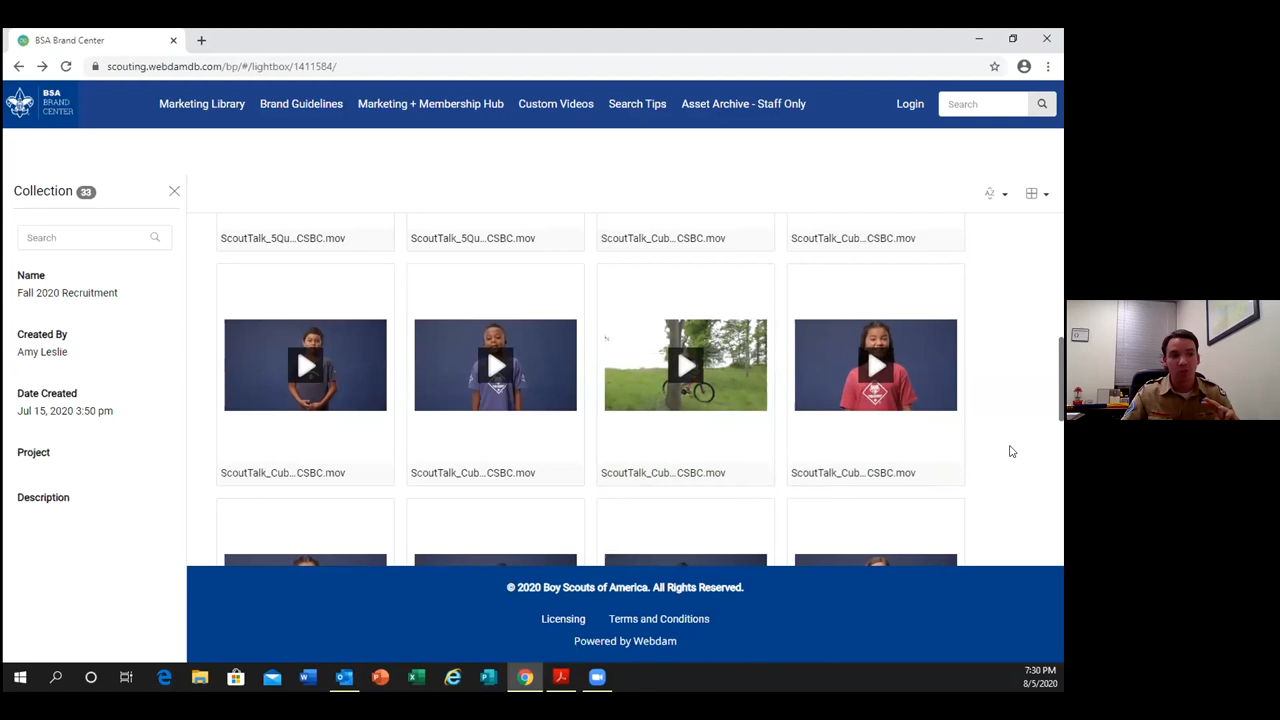 BSA Brand Center
scouting.webdamdb.com/bp/#/lightbox/1411584/
BSA
BRAND
CENTER
Marketing Library
Brand Guidelines
Marketing + Membership Hub
Custom Videos
Search Tips
Asset Archive - Staff Only
Login
Search
Collection 33
Search
Name
Fall 2020 Recruitment
Created By
Amy Leslie
Date Created
Jul 15, 2020 3:50 pm
Project
Description
ScoutTalk_5Qu...CSBC.mov
ScoutTalk_5Qu...CSBC.mov
ScoutTalk_Cub...CSBC.mov
ScoutTalk_Cub...CSBC.mov
ScoutTalk_Cub...CSBC.mov
ScoutTalk_Cub...CSBC.mov
ScoutTalk_Cub...CSBC.mov
ScoutTalk_Cub...CSBC.mov
© 2020 Boy Scouts of America. All Rights Reserved.
Licensing
Terms and Conditions
Powered by Webdam
7:30 PM
8/5/2020